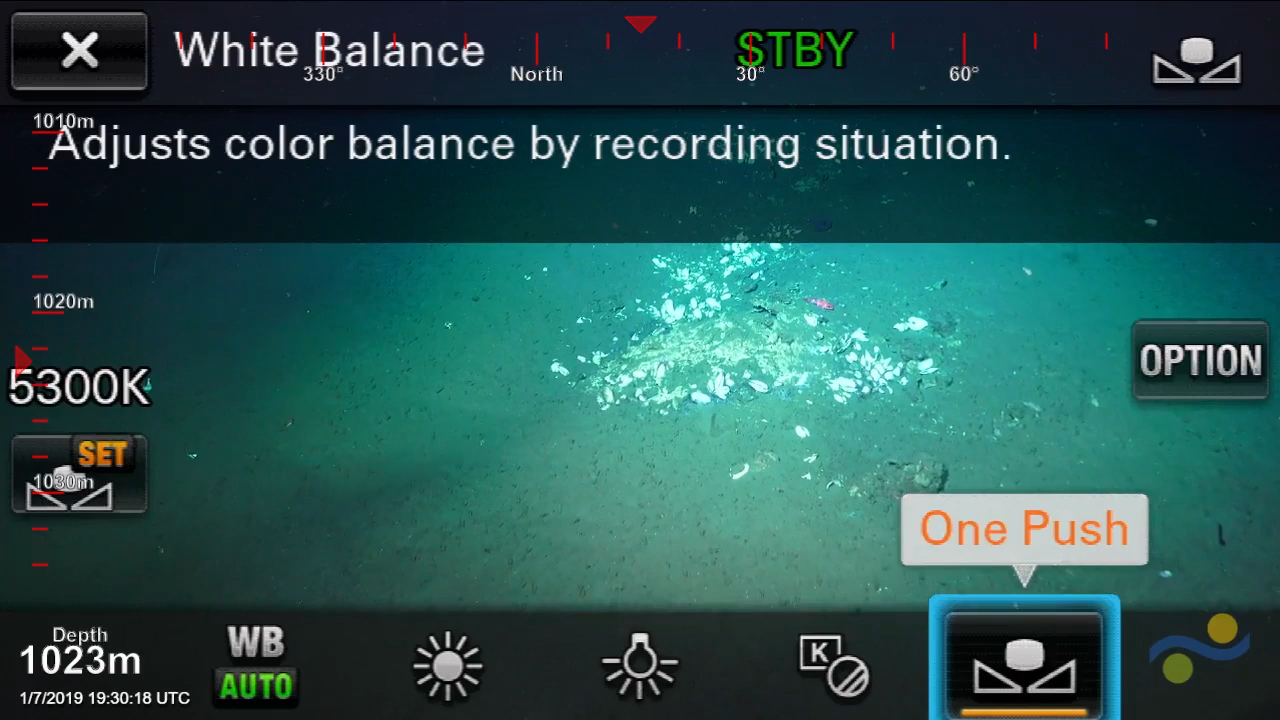 White Balance
STBY
330°
North
30°
60°
1010m
Adjusts color balance by recording situation.
1020m
5300K
OPTION
SET
1030m
One Push
Depth
1023m
1/7/2019 19:30:18 UTC
WB
AUTO
K